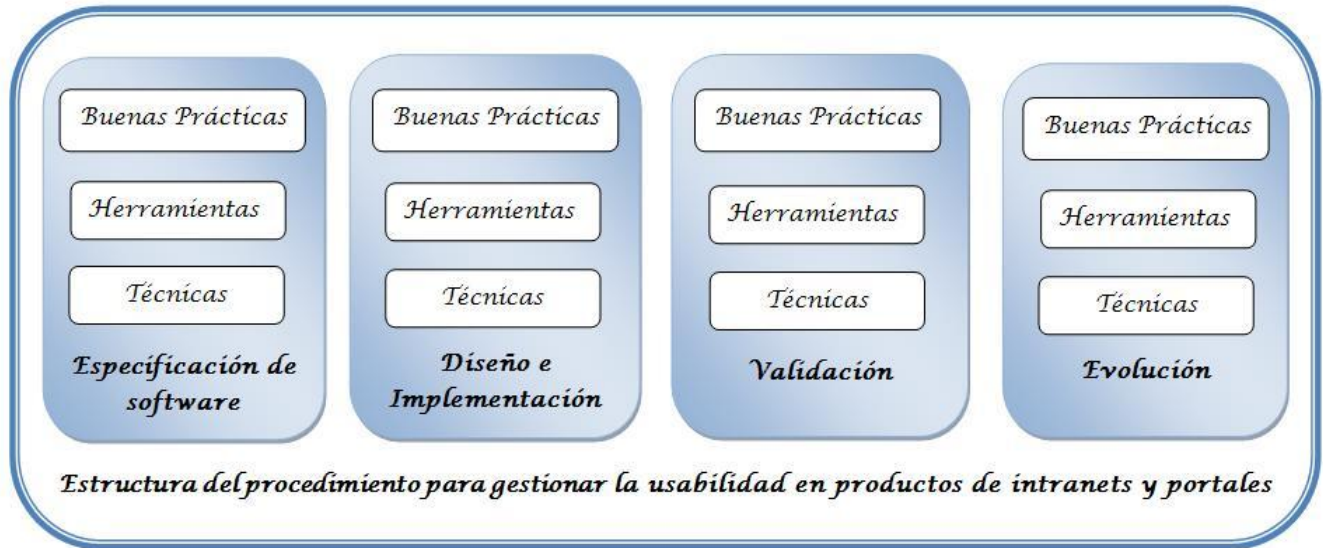 Buenas Prácticas
Herramientas
Técnicas
Especificación de
software
Buenas Prácticas
Herramientas
Técnicas
Diseño e
Implementación
Buenas Prácticas
Herramientas
Técnicas
Validación
Buenas Prácticas
Herramientas
Técnicas
Evolución
Estructura del procedimiento para gestionar la usabilidad en productos de intranets y portales